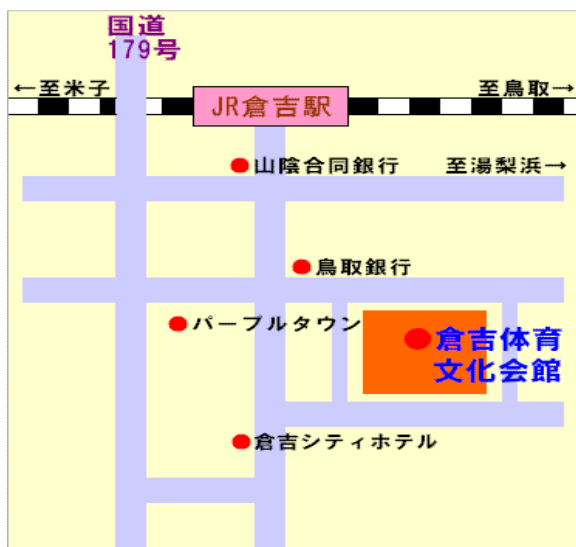 国道
179号
←至米子
至鳥取→
JR倉吉駅
山陰合同銀行
至湯梨浜→
鳥取銀行
パープルタウン
倉吉体育
文化会館
倉吉シティホテル